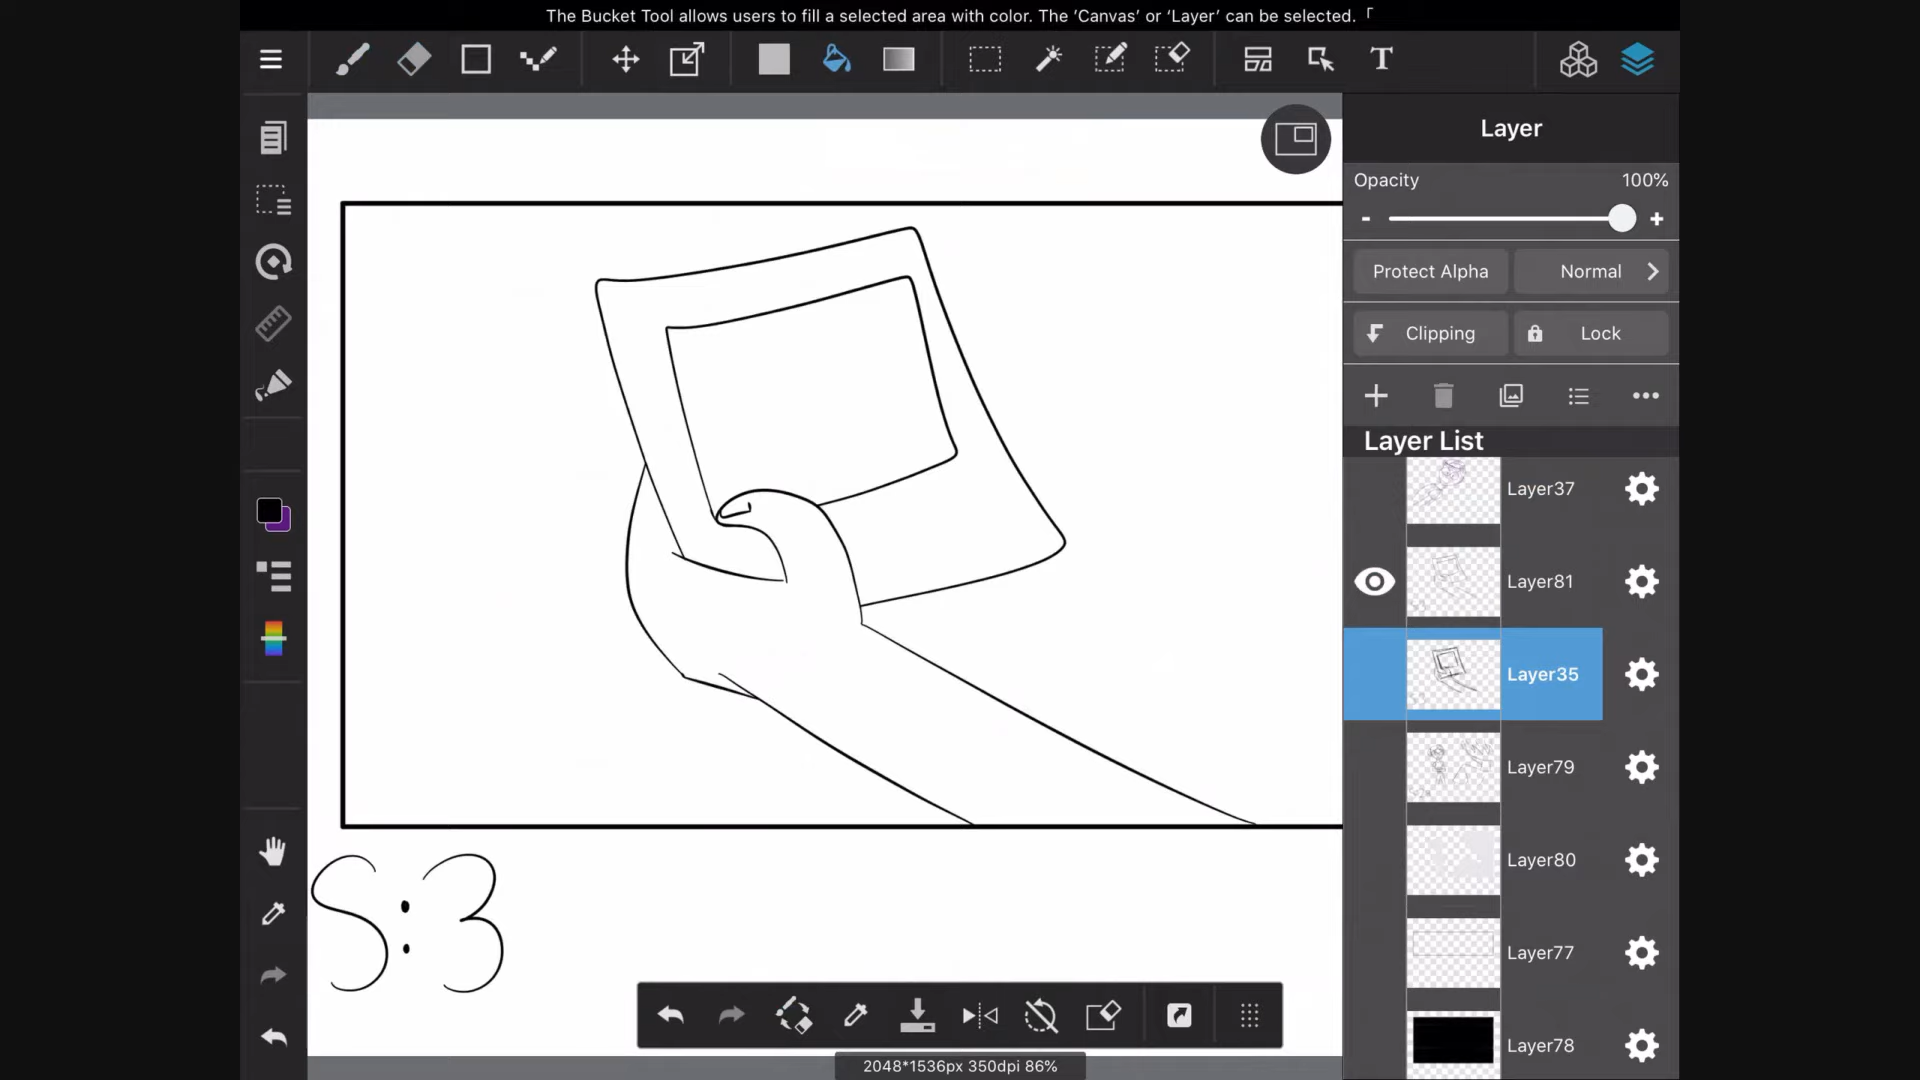 The Bucket Tool allows users to fill a selected area with color. The ‘Canvas’ or ‘Layer’ can be selected. 「
T
Layer
Opacity 100%
- +
Protect Alpha Normal
Clipping Lock
Layer List
Layer37
Layer81
Layer35
Layer79
Layer80
Layer77
Layer78
S:3
2048*1536px 350dpi 86%